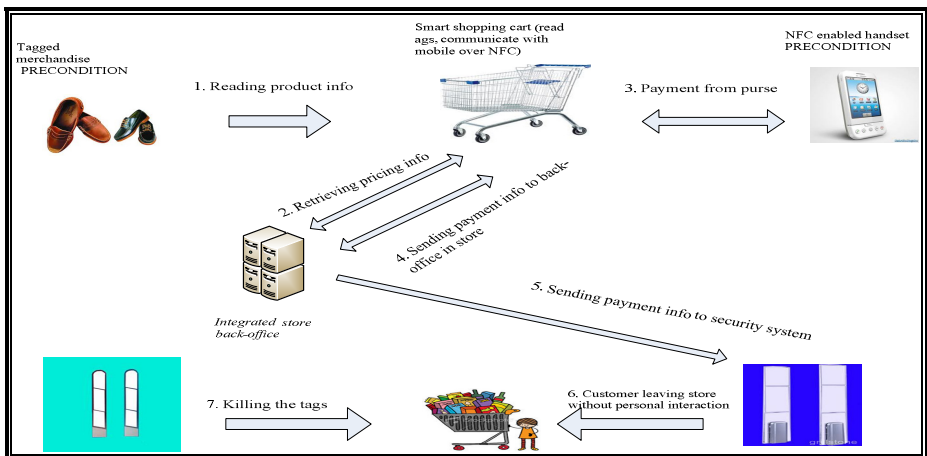 Smart shopping cart (read
ags, communicate with
mobile over NFC)
NFC enabled handset
PRECONDITION
Tagged
merchandise
PRECONDITION
1. Reading product info
3. Payment from purse
2. Retrieving pricing info
4. Sending payment info to back-
office in store
5. Sending payment info to security system
Integrated store
back-office
6. Customer leaving store
without personal interaction
7. Killing the tags